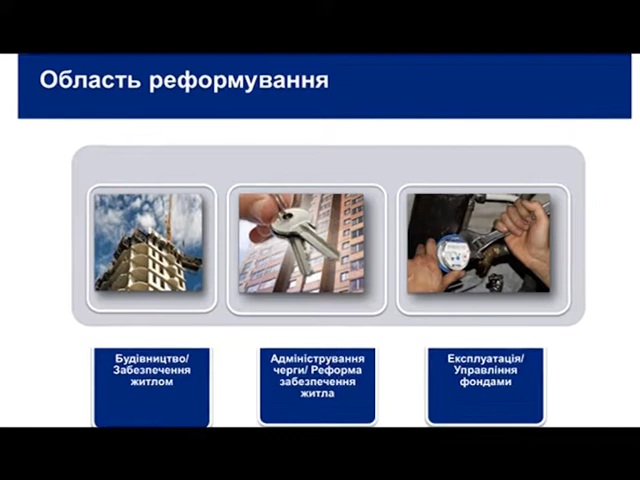 Область реформування
Будівництво/
Забезпечення
житлом
Адміністрування
черги/ Реформа
забезпечення
житла
Експлуатація/
Управління
фондами